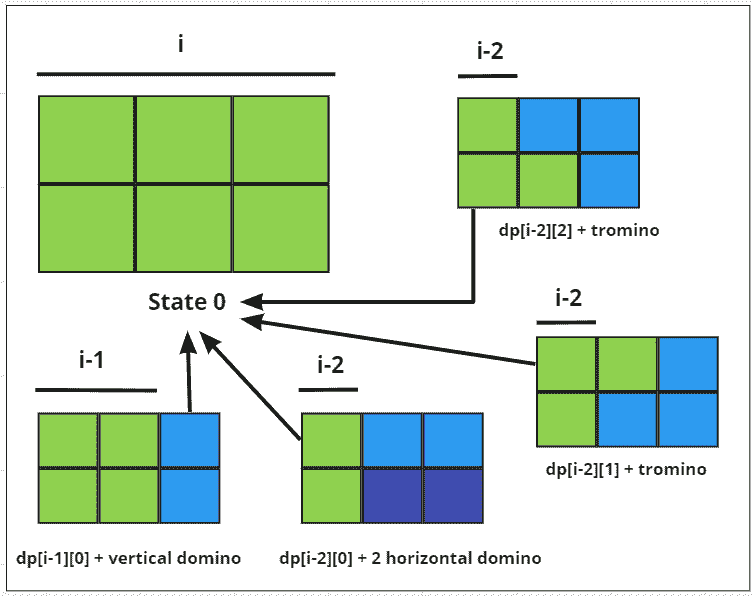 i
i-2
dp[i-2][2] + tromino
State 0
i-2
dp[i-2][1] + tromino
i-1
i-2
dp[i-1][0] + vertical domino
dp[i-2][0] + 2 horizontal domino